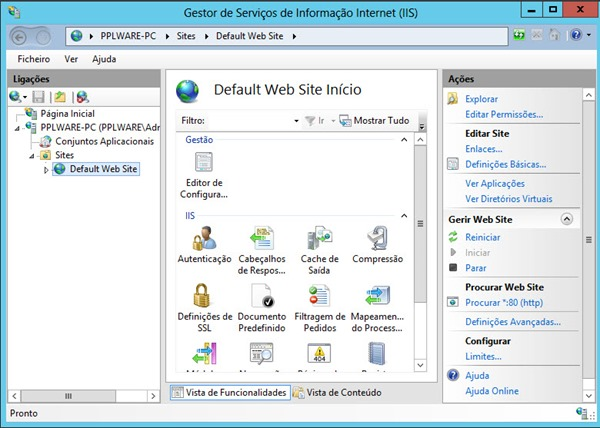 Gestor de Serviços de Informação Internet (IIS)
PPLWARE-PC
Sites
Default Web Site
Ficheiro Ver Ajuda
Ligações
Página Inicial
PPLWARE-PC (PPLWARE\Adr
Conjuntos Aplicacionais
Sites
Default Web Site
Default Web Site Início
Filtro: Ir Mostrar Tudo
Gestão
Editor de
Configura...
IIS
Autenticação Cabeçalhos de Respos... Cache de Saída Compressão
Definições de SSL Documento Predefinido Filtragem de Pedidos Mapeamen... do Process...
404
Vista de Funcionalidades Vista de Conteúdo
Ações
Explorar
Editar Permissões...
Editar Site
Enlaces...
Definições Básicas...
Ver Aplicações
Ver Diretórios Virtuais
Gerir Web Site
Reiniciar
Iniciar
Parar
Procurar Web Site
Procurar *:80 (http)
Definições Avançadas...
Configurar
Limites...
Ajuda
Ajuda Online
Pronto